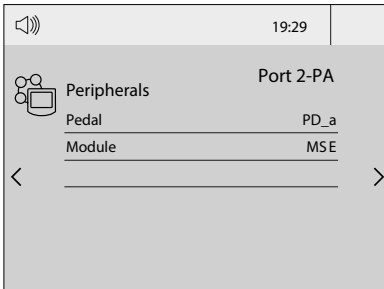 19:29
Port 2-PA
Peripherals
Pedal PD_a
Module MSE